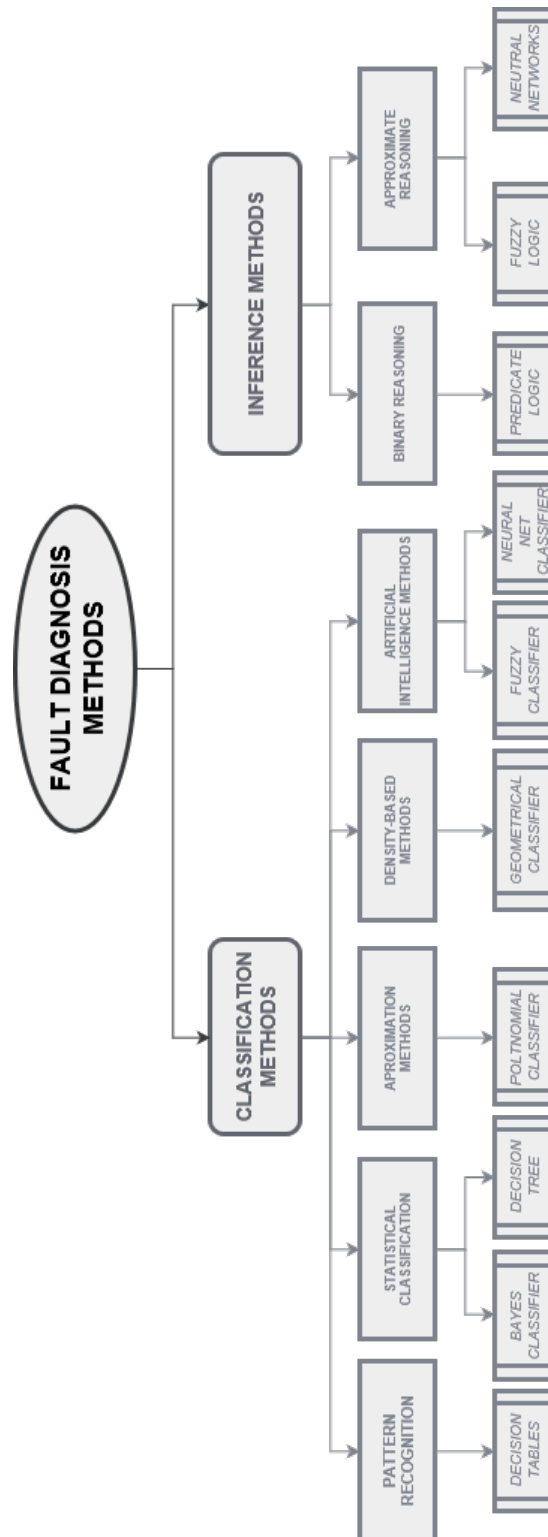 FAULT DIAGNOSIS
METHODS
CLASSIFICATION
METHODS
INFERENCE METHODS
PATTERN
RECOGNITION
STATISTICAL
CLASSIFICATION
APROXIMATION
METHODS
DENSITY-BASED
METHODS
ARTIFICIAL
INTELLIGENCE METHODS
BINARY REASONING
APPROXIMATE
REASONING
DECISION
TABLES
BAYES
CLASSIFIER
DECISION
TREE
POLTNOMIAL
CLASSIFIER
GEOMETRICAL
CLASSIFIER
FUZZY
CLASSIFIER
NEURAL
NET
CLASSIFIER
PREDICATE
LOGIC
FUZZY
LOGIC
NEUTRAL
NETWORKS